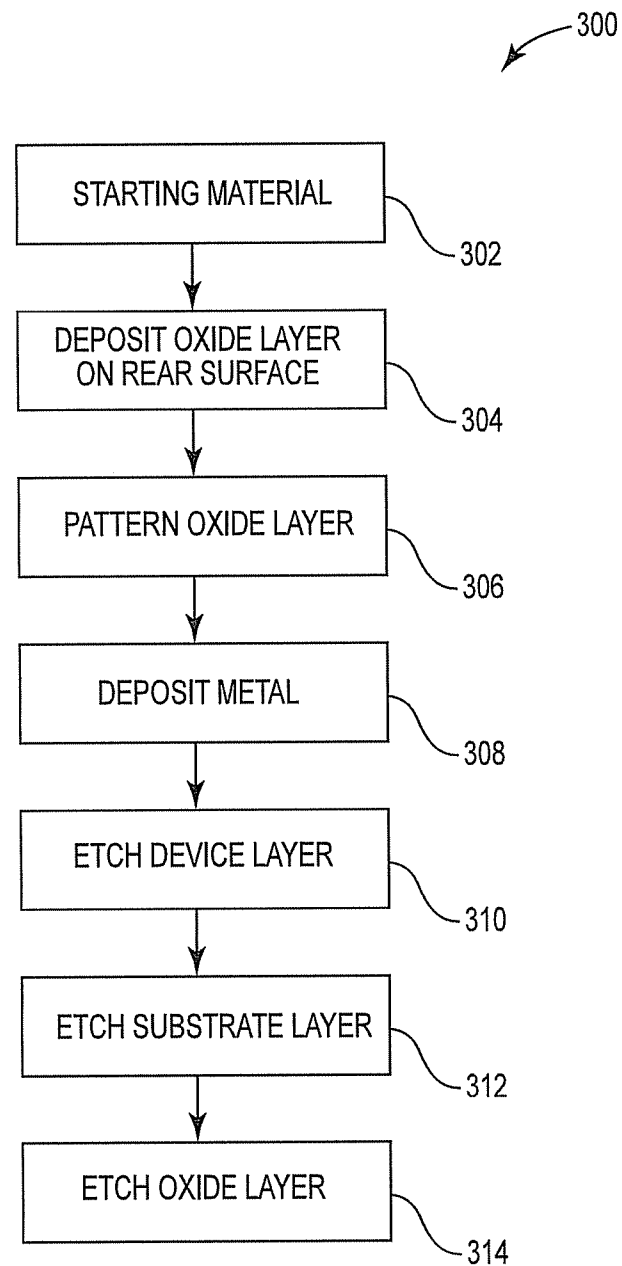 300
STARTING MATERIAL
302
DEPOSIT OXIDE LAYER
ON REAR SURFACE
304
PATTERN OXIDE LAYER
306
DEPOSIT METAL
308
ETCH DEVICE LAYER
310
ETCH SUBSTRATE LAYER
312
ETCH OXIDE LAYER
314